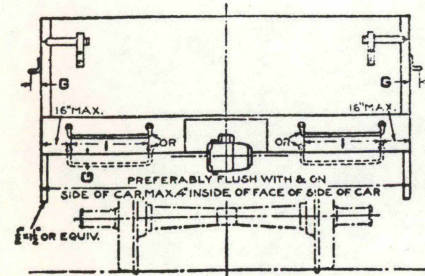 G G
16"MAX. 16"MAX.
OR OR
I I
G
PREFERABLY FLUSH WITH & ON
SIDE OF CAR, MAX. 4" INSIDE OF FACE OF SIDE OF CAR
OR EQUIV.